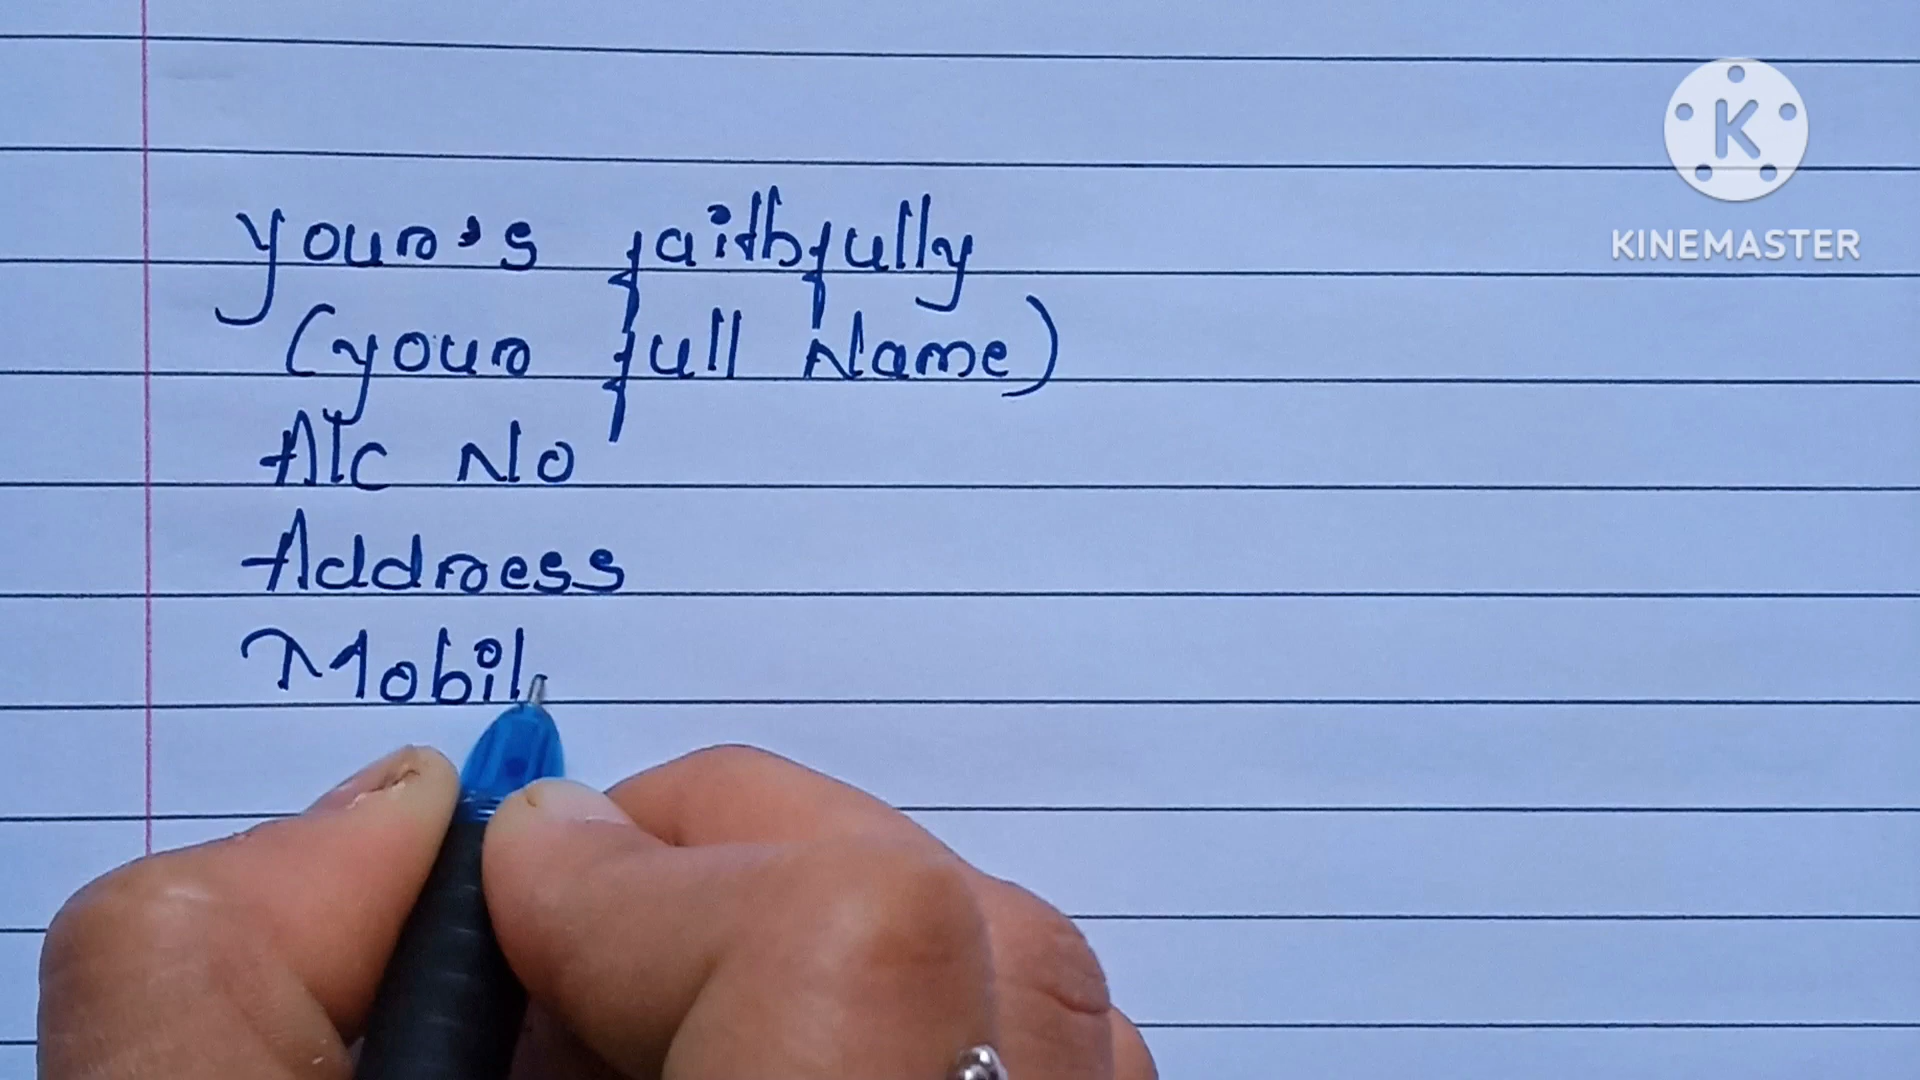 Your's faithfully
(your full Name)
A/c No
Address
Mobil
KINEMASTER